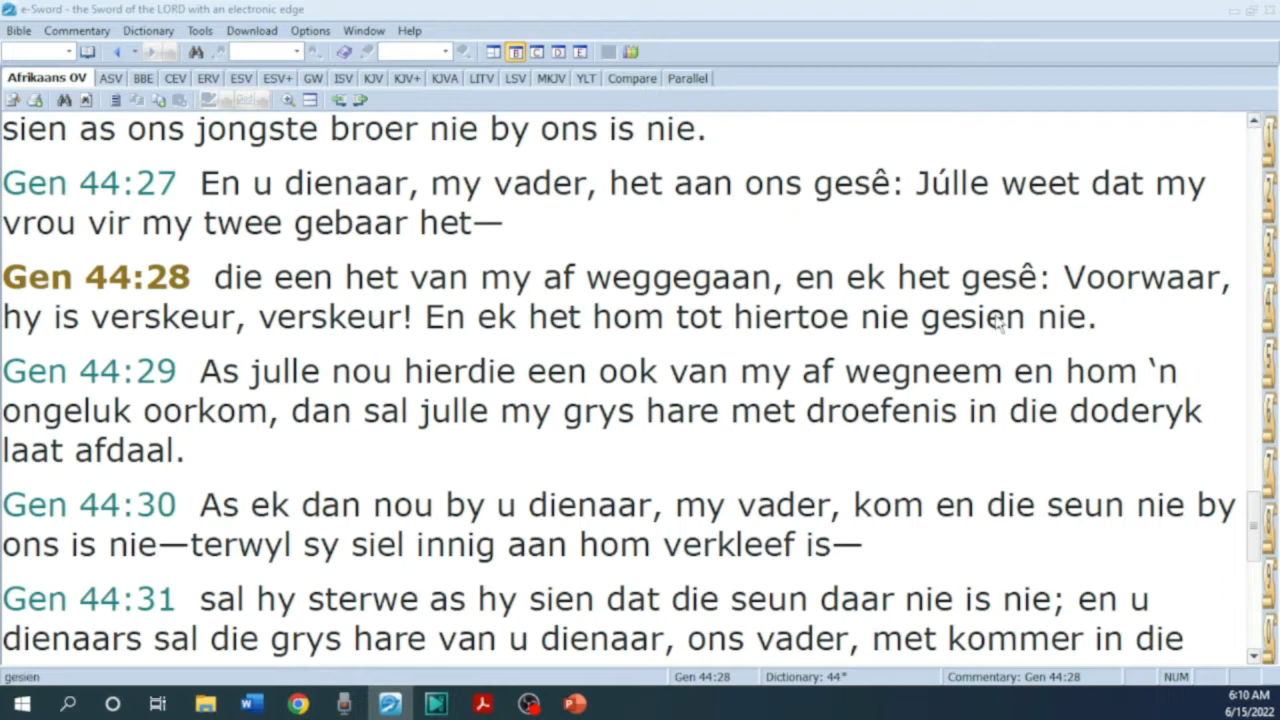 e-Sword - the Sword of the LORD with an electronic edge
Bible Commentary Dictionary Tools Download Options Window Help
B C D E
Afrikaans OV ASV BBE CEV ERV ESV ESV+ GW ISV KJV KJV+ KJVA LITV LSV MKJV YLT Compare Parallel
sien as ons jongste broer nie by ons is nie.
Gen 44:27 En u dienaar, my vader, het aan ons gesê: Júlle weet dat my
vrou vir my twee gebaar het—
Gen 44:28 die een het van my af weggegaan, en ek het gesê: Voorwaar,
hy is verskeur, verskeur! En ek het hom tot hiertoe nie gesien nie.
Gen 44:29 As julle nou hierdie een ook van my af wegneem en hom ‘n
ongeluk oorkom, dan sal julle my grys hare met droefenis in die doderyk
laat afdaal.
Gen 44:30 As ek dan nou by u dienaar, my vader, kom en die seun nie by
ons is nie—terwyl sy siel innig aan hom verkleef is—
Gen 44:31 sal hy sterwe as hy sien dat die seun daar nie is nie; en u
dienaars sal die grys hare van u dienaar, ons vader, met kommer in die
gesien Gen 44:28 Dictionary: 44* Commentary: Gen 44:28 NUM
6:10 AM
6/15/2022